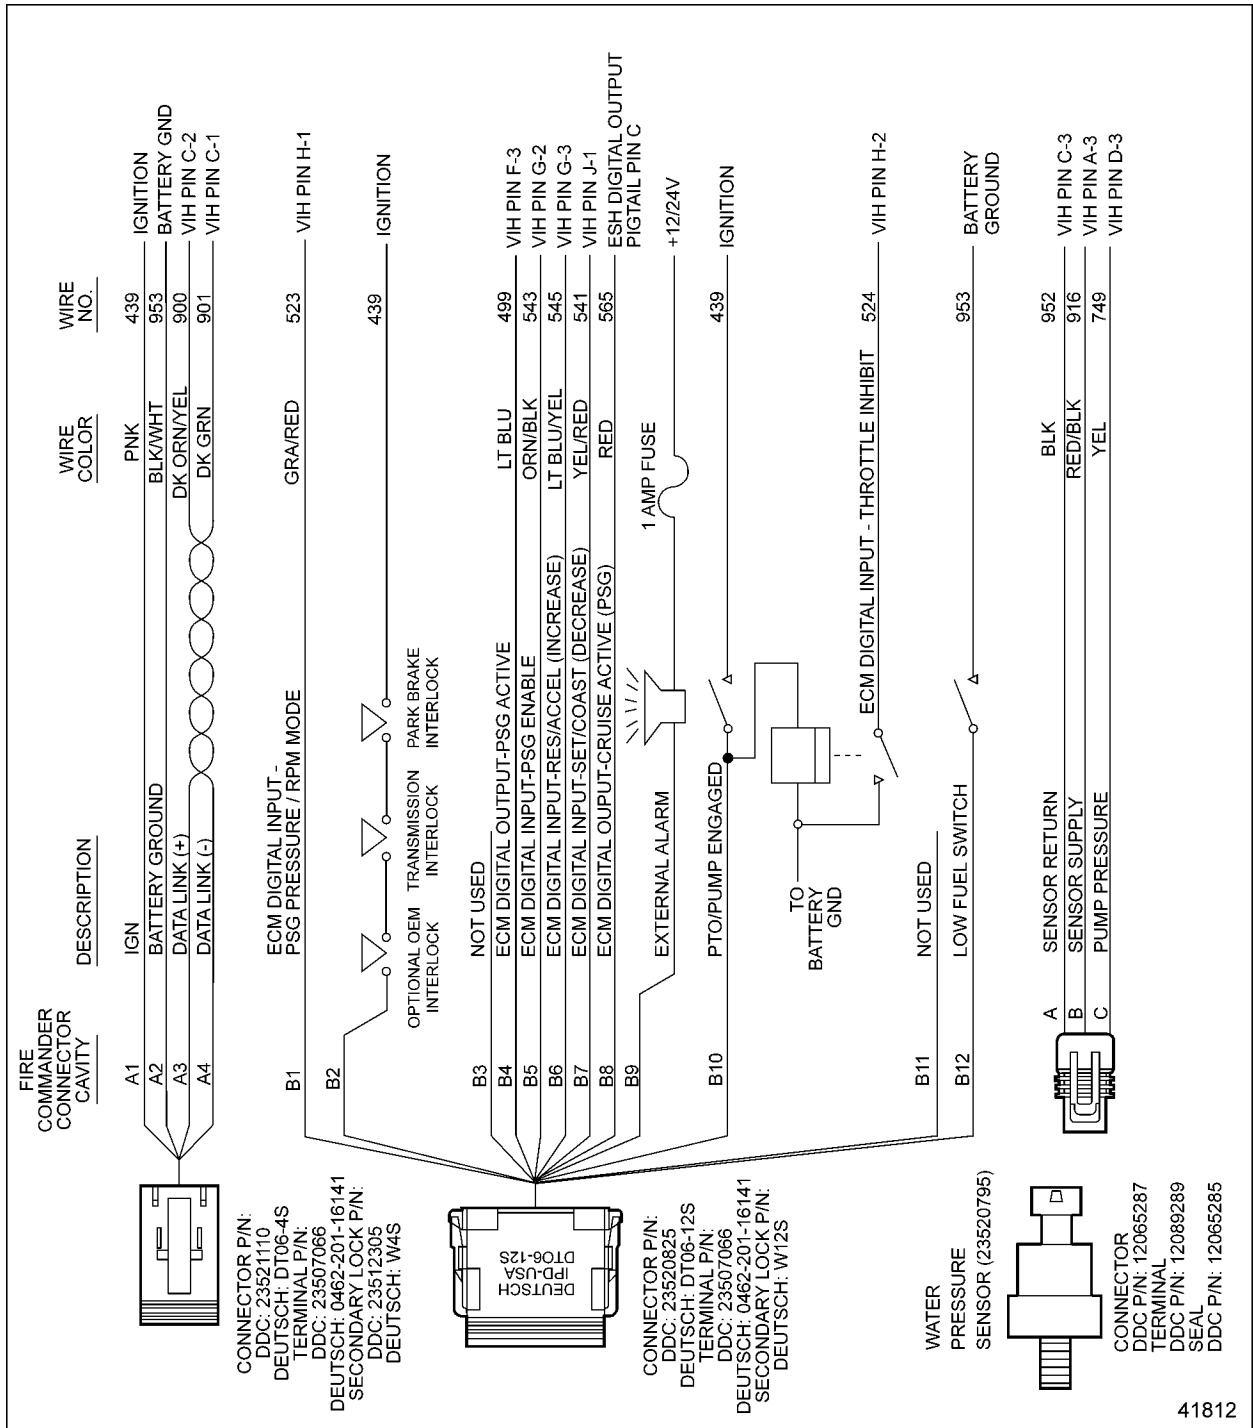 FIRE
COMMANDER
CONNECTOR
CAVITY
DESCRIPTION
WIRE
COLOR
WIRE
NO.
A1 IGN PNK 439 IGNITION
A2 BATTERY GROUND BLK/WHT 953 BATTERY GND
A3 DATA LINK (+) DK ORN/YEL 900 VIH PIN C-2
A4 DATA LINK (-) DK GRN 901 VIH PIN C-1
CONNECTOR P/N:
DDC: 23521110
DEUTSCH: DT06-4S
TERMINAL P/N:
DDC: 23507066
DEUTSCH: 0462-201-16141
SECONDARY LOCK P/N:
DDC: 23512305
DEUTSCH: W4S
ECM DIGITAL INPUT -
B1 PSG PRESSURE / RPM MODE GRA/RED 523 VIH PIN H-1
B2 439 IGNITION
OPTIONAL OEM
INTERLOCK
TRANSMISSION
INTERLOCK
PARK BRAKE
INTERLOCK
B3 NOT USED
B4 ECM DIGITAL OUTPUT-PSG ACTIVE LT BLU 499 VIH PIN F-3
B5 ECM DIGITAL INPUT-PSG ENABLE ORN/BLK 543 VIH PIN G-2
B6 ECM DIGITAL INPUT-RES/ACCEL (INCREASE) LT BLU/YEL 545 VIH PIN G-3
B7 ECM DIGITAL INPUT-SET/COAST (DECREASE) YEL/RED 541 VIH PIN J-1
B8 ECM DIGITAL OUPUT-CRUISE ACTIVE (PSG) RED 565 ESH DIGITAL OUTPUT
PIGTAIL PIN C
B9 EXTERNAL ALARM 1 AMP FUSE +12/24V
B10 PTO/PUMP ENGAGED 439 IGNITION
TO
BATTERY
GND
ECM DIGITAL INPUT - THROTTLE INHIBIT 524 VIH PIN H-2
B11 NOT USED
B12 LOW FUEL SWITCH 953 BATTERY
GROUND
DEUTSCH
IPD-USA
DTO6-12S
CONNECTOR P/N:
DDC: 23520825
DEUTSCH: DT06-12S
TERMINAL P/N:
DDC: 23507066
DEUTSCH: 0462-201-16141
SECONDARY LOCK P/N:
DEUTSCH: W12S
A SENSOR RETURN BLK 952 VIH PIN C-3
B SENSOR SUPPLY RED/BLK 916 VIH PIN A-3
C PUMP PRESSURE YEL 749 VIH PIN D-3
WATER
PRESSURE
SENSOR (23520795)
CONNECTOR
DDC P/N: 12065287
TERMINAL
DDC P/N: 12089289
SEAL
DDC P/N: 12065285
41812